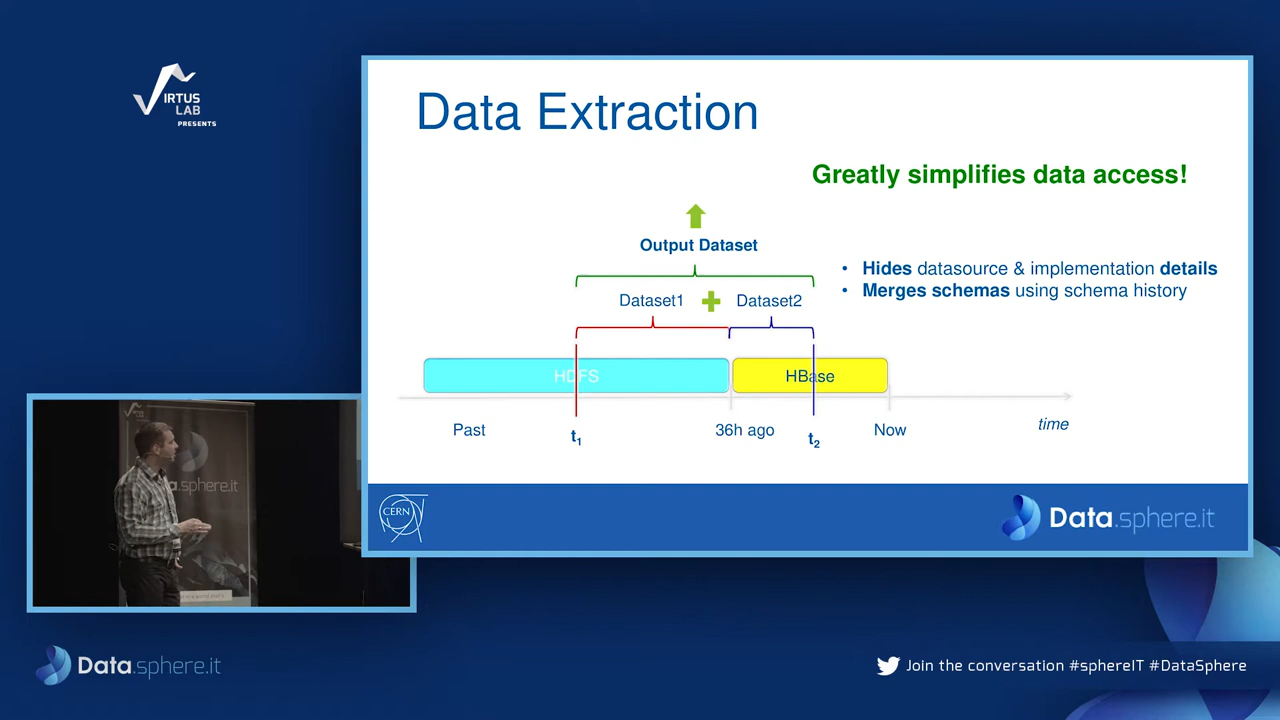 VIRTUS
LAB
PRESENTS
Data Extraction
Greatly simplifies data access!
Output Dataset
• Hides datasource & implementation details
• Merges schemas using schema history
Dataset1 + Dataset2
HDFS
HBase
Past
t1
36h ago
t2
Now
time
CERN
Data.sphere.it
a.sphere.it
Data.sphere.it
Join the conversation #sphereIT #DataSphere